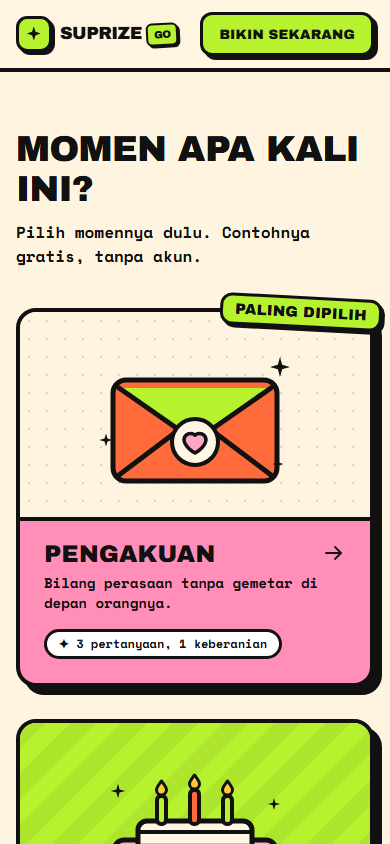 SUPRIZE GO
BIKIN SEKARANG
MOMEN APA KALI
INI?
Pilih momennya dulu. Contohnya
gratis, tanpa akun.
PALING DIPILIH
PENGAKUAN
Bilang perasaan tanpa gemetar di
depan orangnya.
3 pertanyaan, 1 keberanian